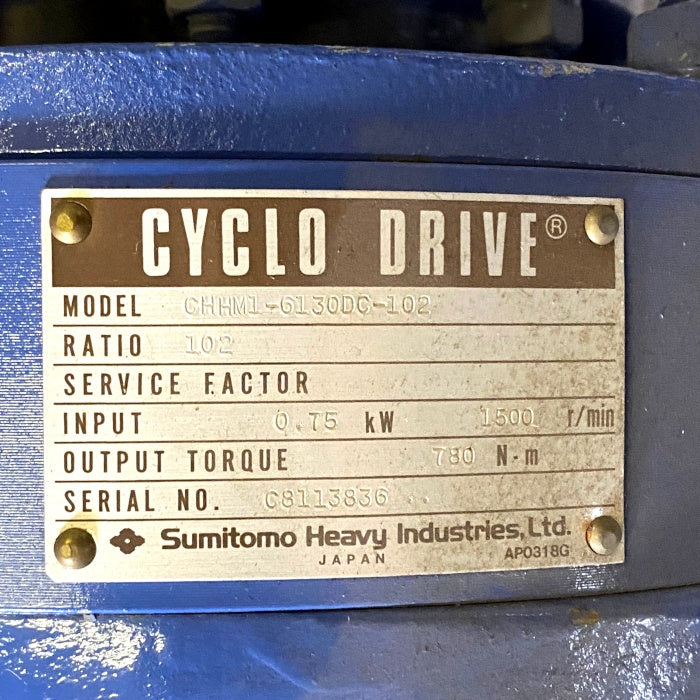 CYCLO DRIVE®
MODEL CHHM1-6130DC-102
RATIO 102
SERVICE FACTOR
INPUT 0.75 kW 1500 r/min
OUTPUT TORQUE 780 N·m
SERIAL NO. C8113836 ..
Sumitomo Heavy Industries, Ltd.
JAPAN AP0318G